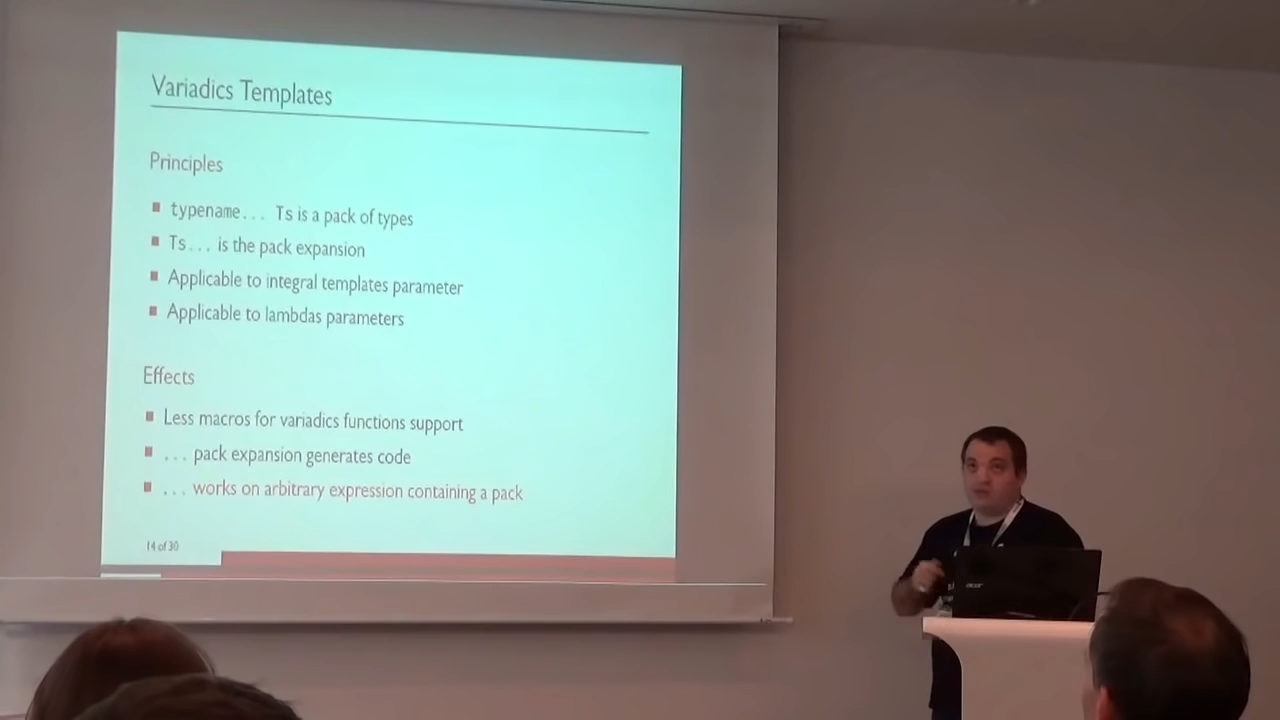 Variadics Templates
Principles
typename... Ts is a pack of types
Ts... is the pack expansion
Applicable to integral templates parameter
Applicable to lambdas parameters
Effects
Less macros for variadics functions support
... pack expansion generates code
... works on arbitrary expression containing a pack
14 of 30
acer